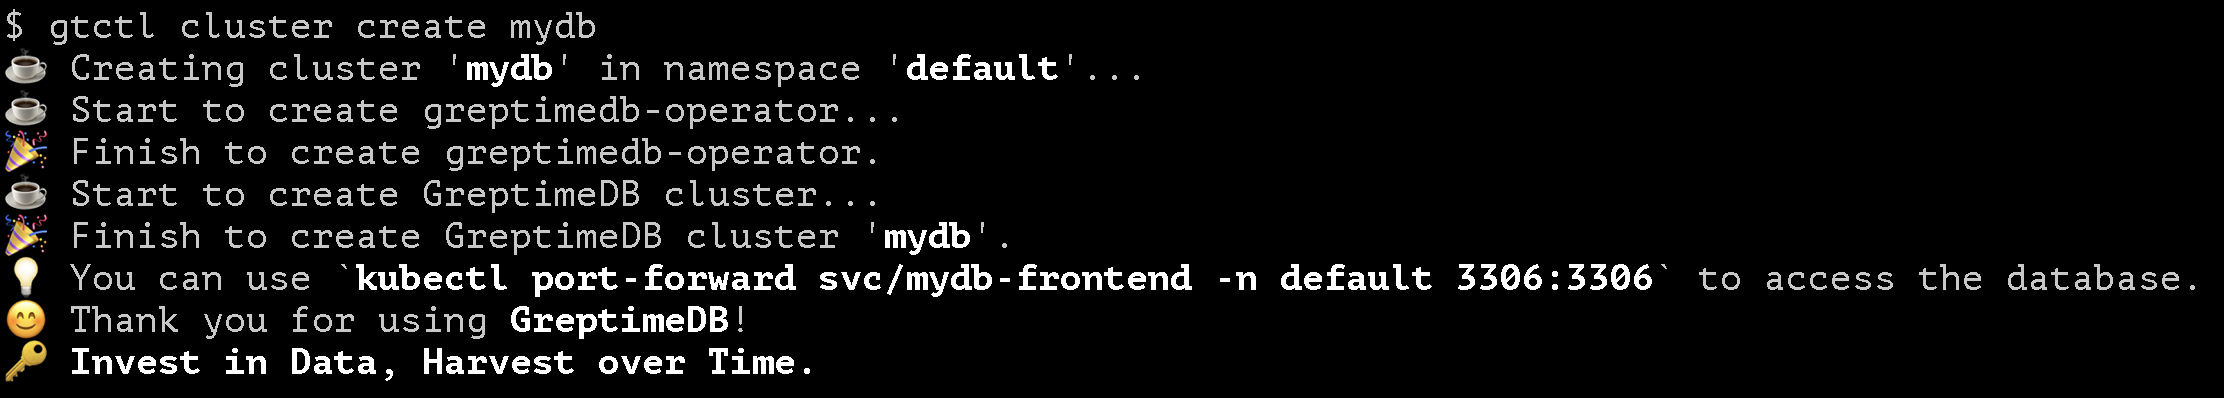 $ gtctl cluster create mydb
☕ Creating cluster 'mydb' in namespace 'default'...
☕ Start to create greptimedb-operator...
🎉 Finish to create greptimedb-operator.
☕ Start to create GreptimeDB cluster...
🎉 Finish to create GreptimeDB cluster 'mydb'.
💡 You can use `kubectl port-forward svc/mydb-frontend -n default 3306:3306` to access the database.
😊 Thank you for using GreptimeDB!
🔑 Invest in Data, Harvest over Time.